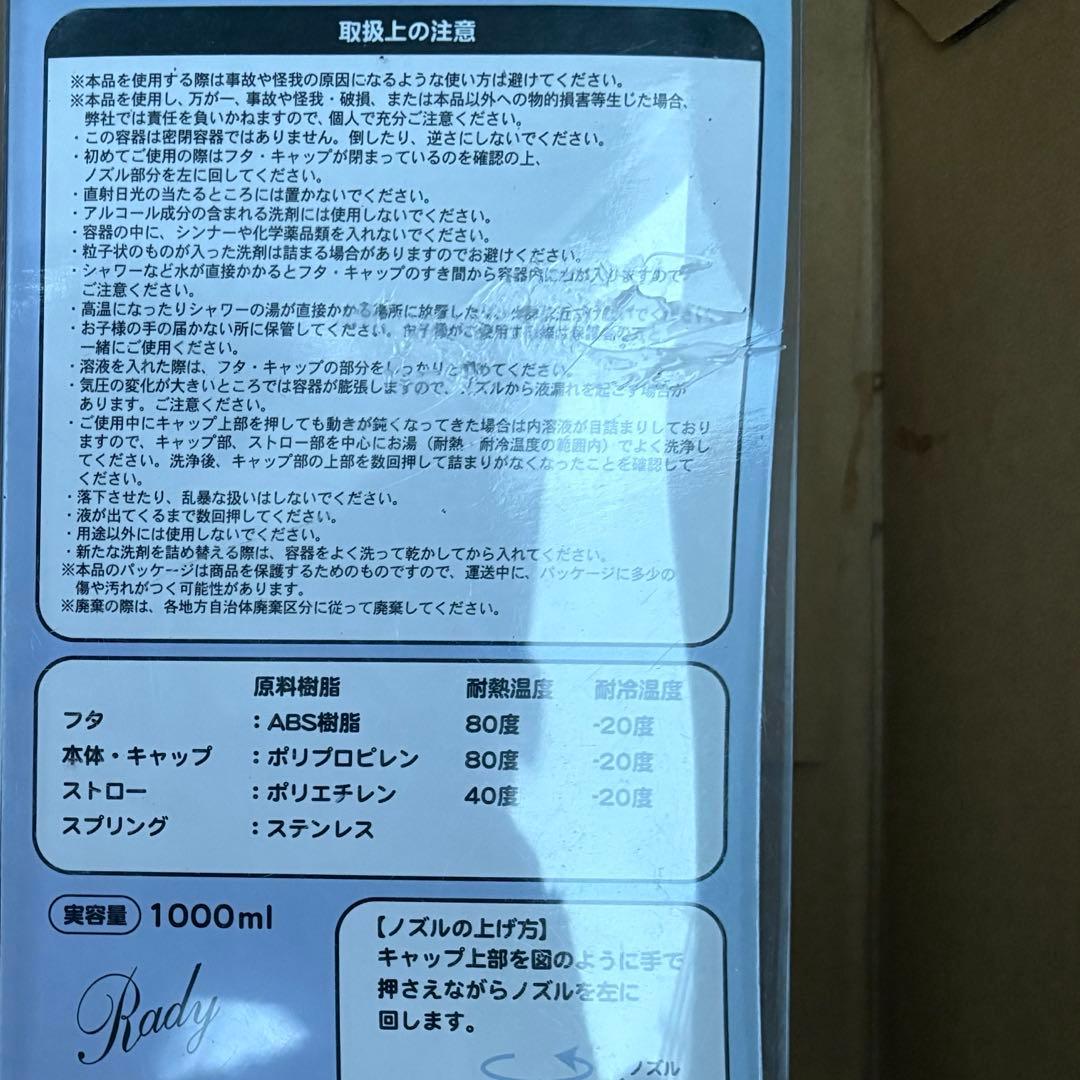 取扱上の注意
※本品を使用する際は事故や怪我の原因になるような使い方は避けてください。
※本品を使用し、万が一、事故や怪我・破損、または本品以外への物的損害等生じた場合、
弊社では責任を負いかねますので、個人で充分ご注意ください。
・この容器は密閉容器ではありません。倒したり、逆さにしないでください。
・初めてご使用の際はフタ・キャップが閉まっているのを確認の上、
ノズル部分を左に回してください。
・直射日光の当たるところには置かないでください。
・アルコール成分の含まれる洗剤には使用しないでください。
・容器の中に、シンナーや化学薬品類を入れないでください。
・粒子状のものが入った洗剤は詰まる場合がありますのでお避けください。
・シャワーなど水が直接かかるとフタ・キャップのすき間から容器内に
ご注意ください。
・高温になったりシャワーの湯が直接かかる場所に放置したり、
・お子様の手の届かない所に保管してください。
一緒にご使用ください。
・溶液を入れた際は、フタ・キャップの部分をしっかりと閉めてください。
・気圧の変化が大きいところでは容器が膨張しますので、ノズルから液漏れを起こす場合が
あります。ご注意ください。
・ご使用中にキャップ上部を押しても動きが鈍くなってきた場合は内溶液が目詰まりしており
ますので、キャップ部、ストロー部を中心にお湯（耐熱・耐冷温度の範囲内）でよく洗浄し
てください。洗浄後、キャップ部の上部を数回押して詰まりがなくなったことを確認して
ください。
・落下させたり、乱暴な扱いはしないでください。
・液が出てくるまで数回押してください。
・用途以外には使用しないでください。
・新たな洗剤を詰め替える際は、容器をよく洗って乾かしてから入れてください。
※本品のパッケージは商品を保護するためのものですので、運送中に、パッケージに多少の
傷や汚れがつく可能性があります。
※廃棄の際は、各地方自治体廃棄区分に従って廃棄してください。
原料樹脂 耐熱温度 耐冷温度
フタ ：ABS樹脂 80度 -20度
本体・キャップ ：ポリプロピレン 80度 -20度
ストロー ：ポリエチレン 40度 -20度
スプリング ：ステンレス
実容量 1000ml
Rady
【ノズルの上げ方】
キャップ上部を図のように手で
押さえながらノズルを左に
回します。
ノズル